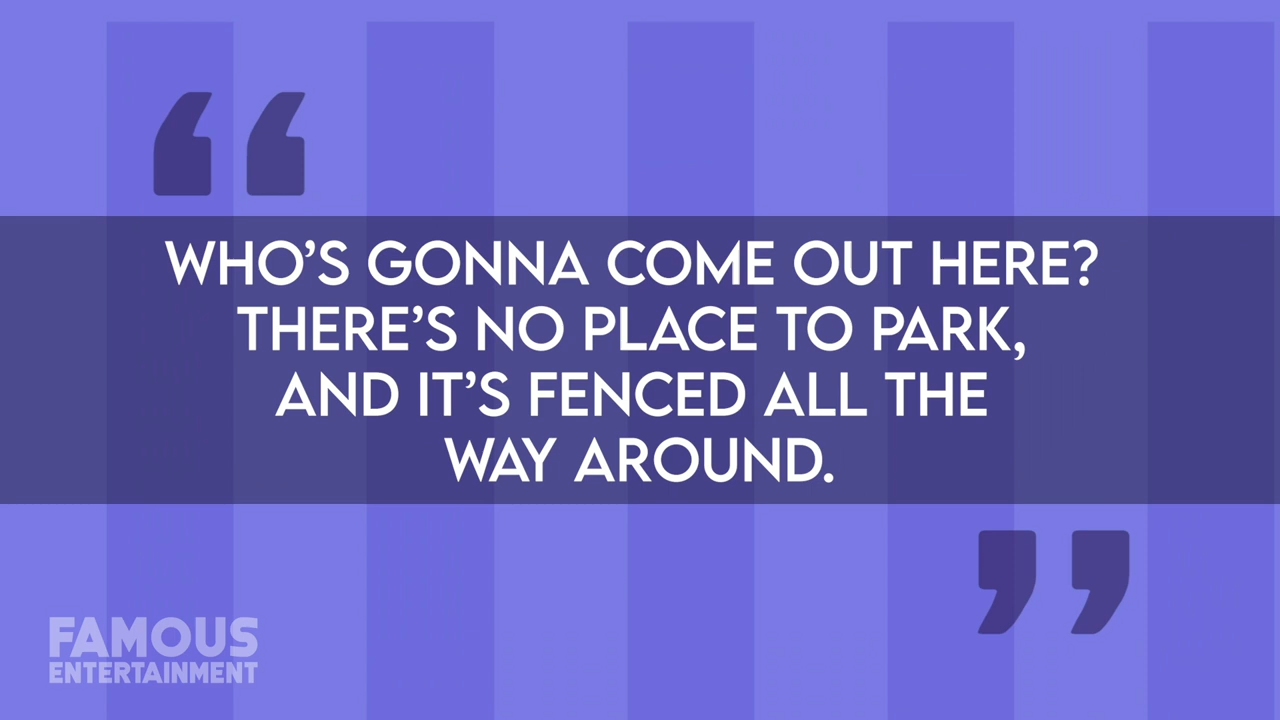 WHO'S GONNA COME OUT HERE?
THERE'S NO PLACE TO PARK,
AND IT'S FENCED ALL THE
WAY AROUND.
FAMOUS
ENTERTAINMENT